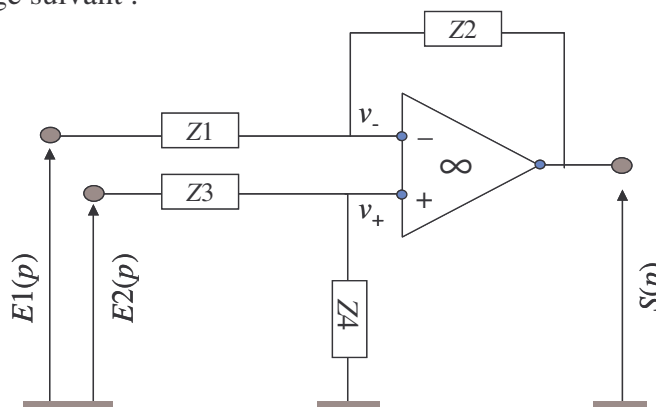 ge suivant :
Z2
v-
Z1
−
∞
Z3
+
v+
E1(p)
E2(p)
Z4
S(p)